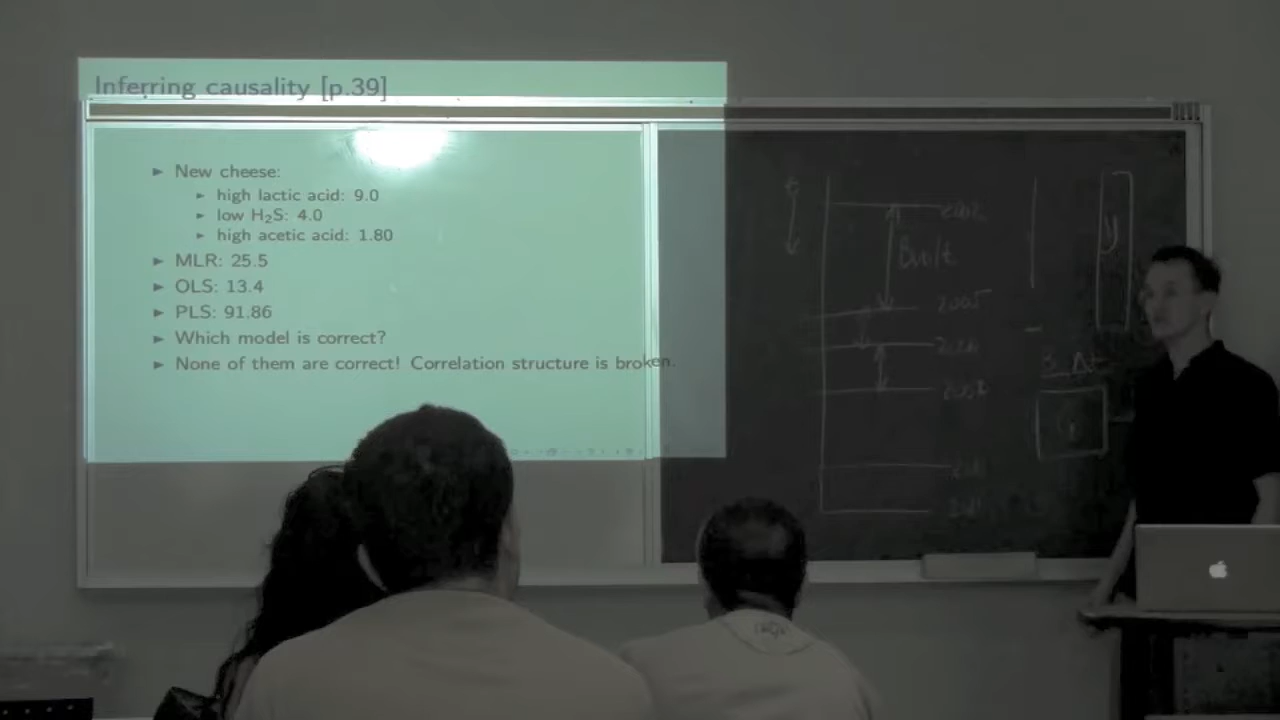 Inferring causality [p.39]
► New cheese:
► high lactic acid: 9.0
► low H₂S: 4.0
► high acetic acid: 1.80
► MLR: 25.5
► OLS: 13.4
► PLS: 91.86
► Which model is correct?
► None of them are correct! Correlation structure is broken.
Built
2005